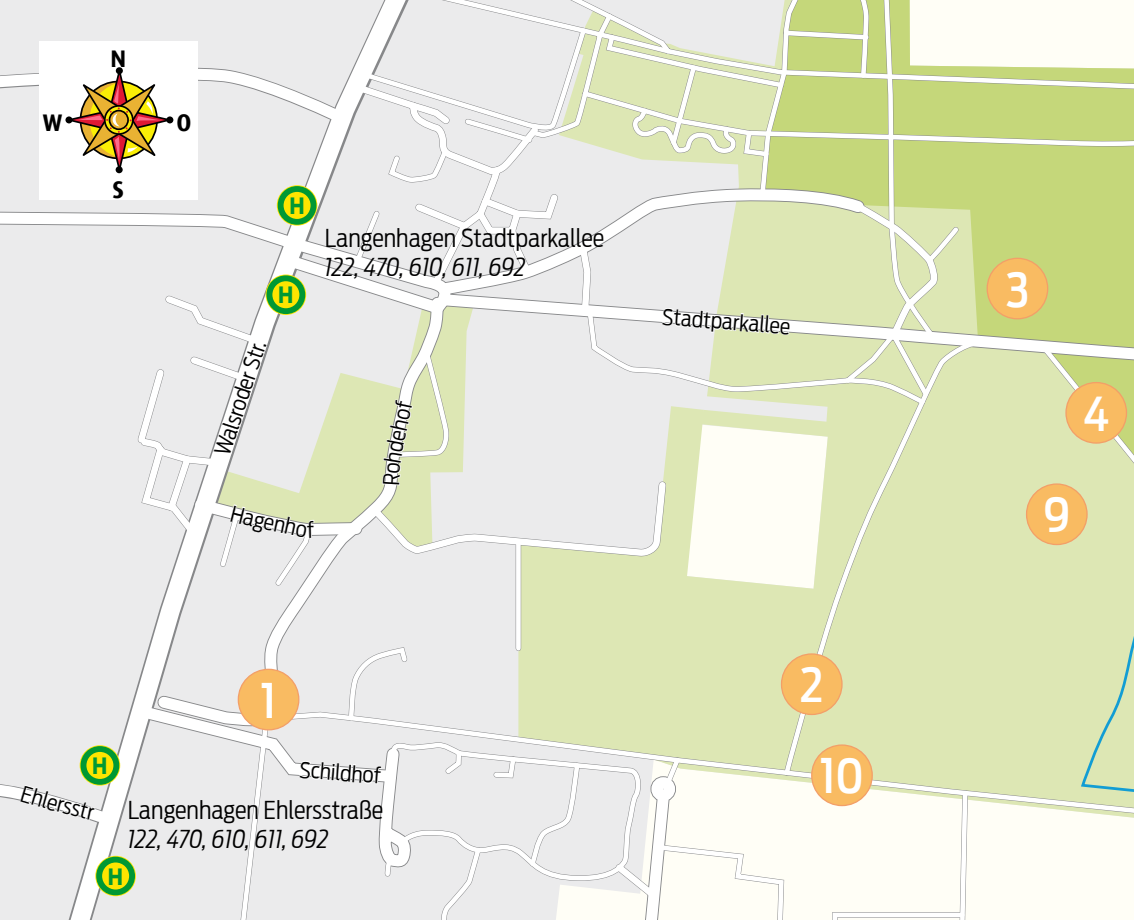 N
W O
S
H
Langenhagen Stadtparkallee
122, 470, 610, 611, 692
H
3
Stadtparkallee
Walsroder Str.
4
Rohdehof
9
Hagenhof
1
2
H
Schildhof
10
Ehlersstr
Langenhagen Ehlersstraße
122, 470, 610, 611, 692
H